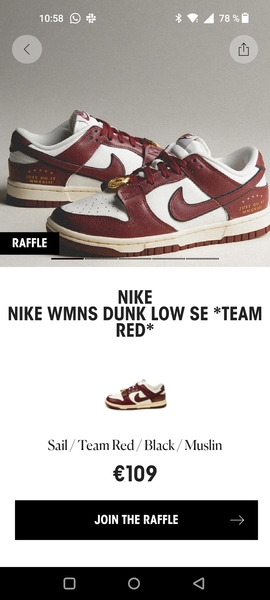 10:58
78 %
RAFFLE
NIKE
NIKE WMNS DUNK LOW SE *TEAM
RED*
Sail / Team Red / Black / Muslin
€109
JOIN THE RAFFLE